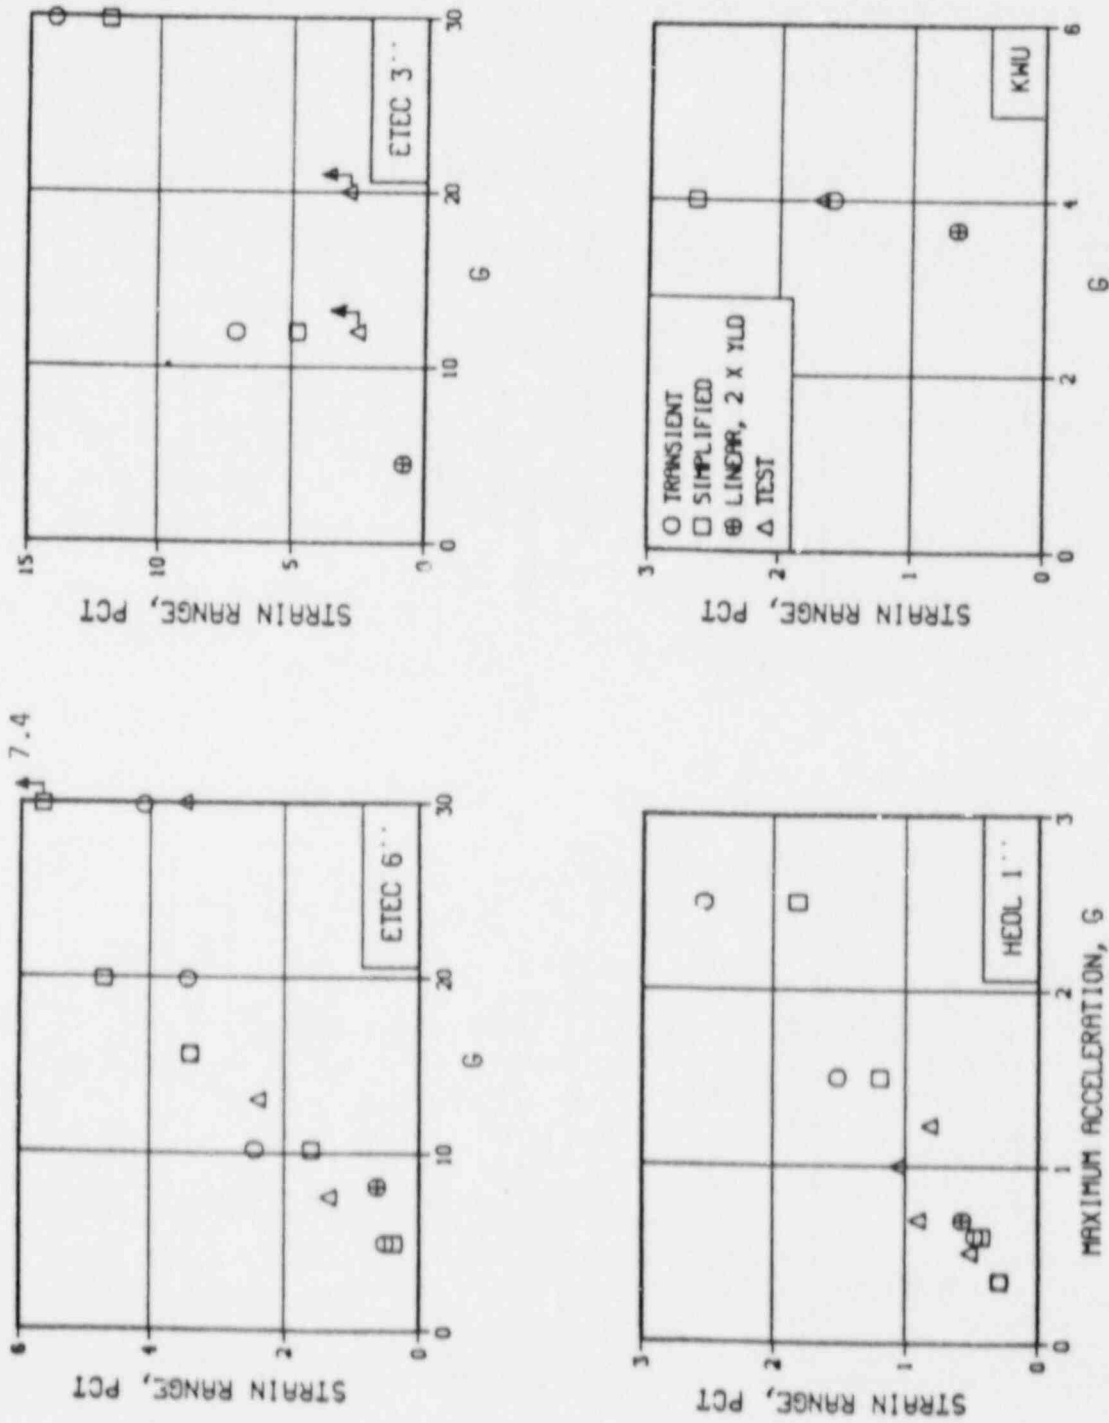 7.4
6
4
2
0
STRAIN RANGE, PCT
0
10
20
30
G
ETEC 6''
15
10
5
0
STRAIN RANGE, PCT
0
10
20
30
G
ETEC 3''
3
2
1
0
STRAIN RANGE, PCT
0
1
2
3
MAXIMUM ACCELERATION, G
HEDL 1''
3
2
1
0
STRAIN RANGE, PCT
0
2
4
6
G
KWU
TRANSIENT
SIMPLIFIED
LINEAR, 2 X YLD
TEST